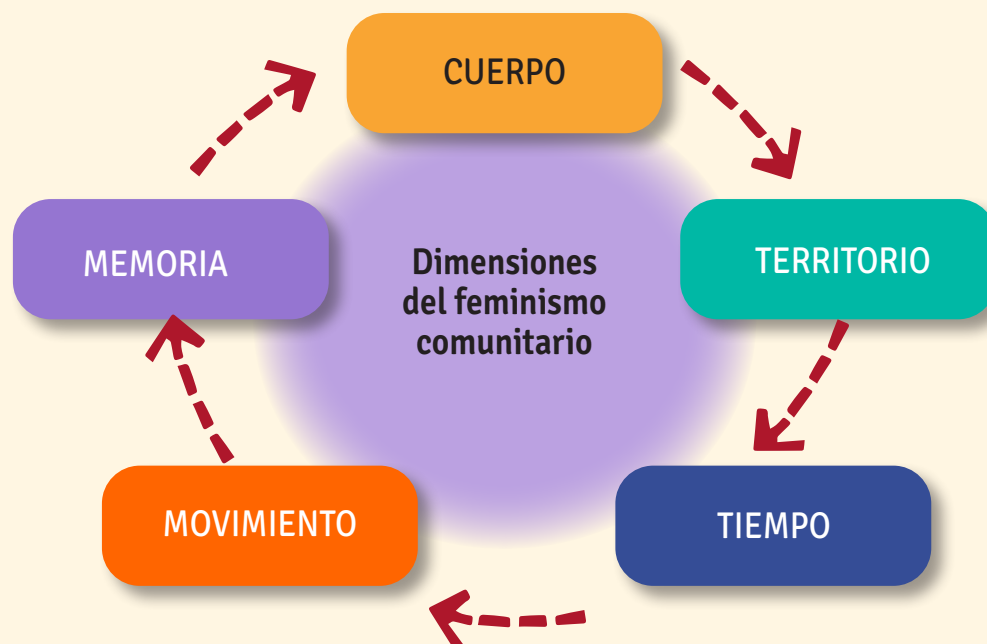 CUERPO
TERRITORIO
TIEMPO
MOVIMIENTO
MEMORIA
Dimensiones
del feminismo
comunitario